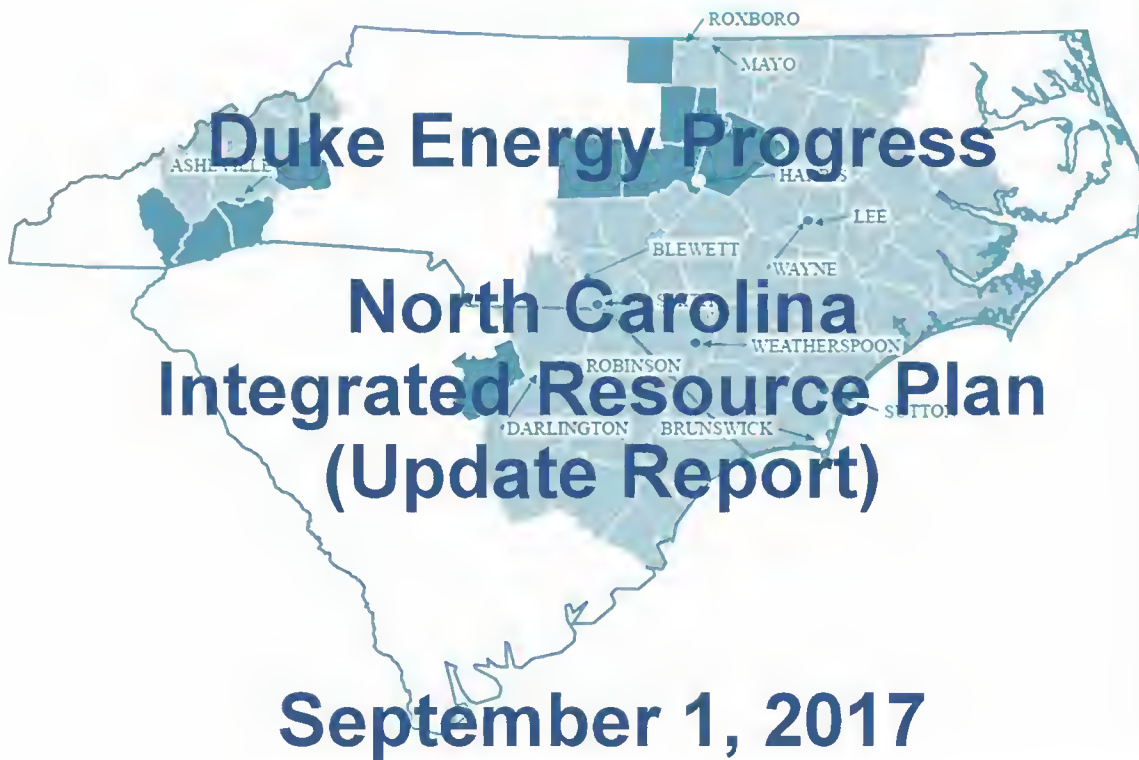 ROXBORO
MAYO
Duke Energy Progress
ASHEVILLE
HARRIS
LEE
BLEWETT
WAYNE
North Carolina
WEATHERSPOON
ROBINSON
Integrated Resource Plan
SUTTON
DARLINGTON
BRUNSWICK
(Update Report)
September 1, 2017